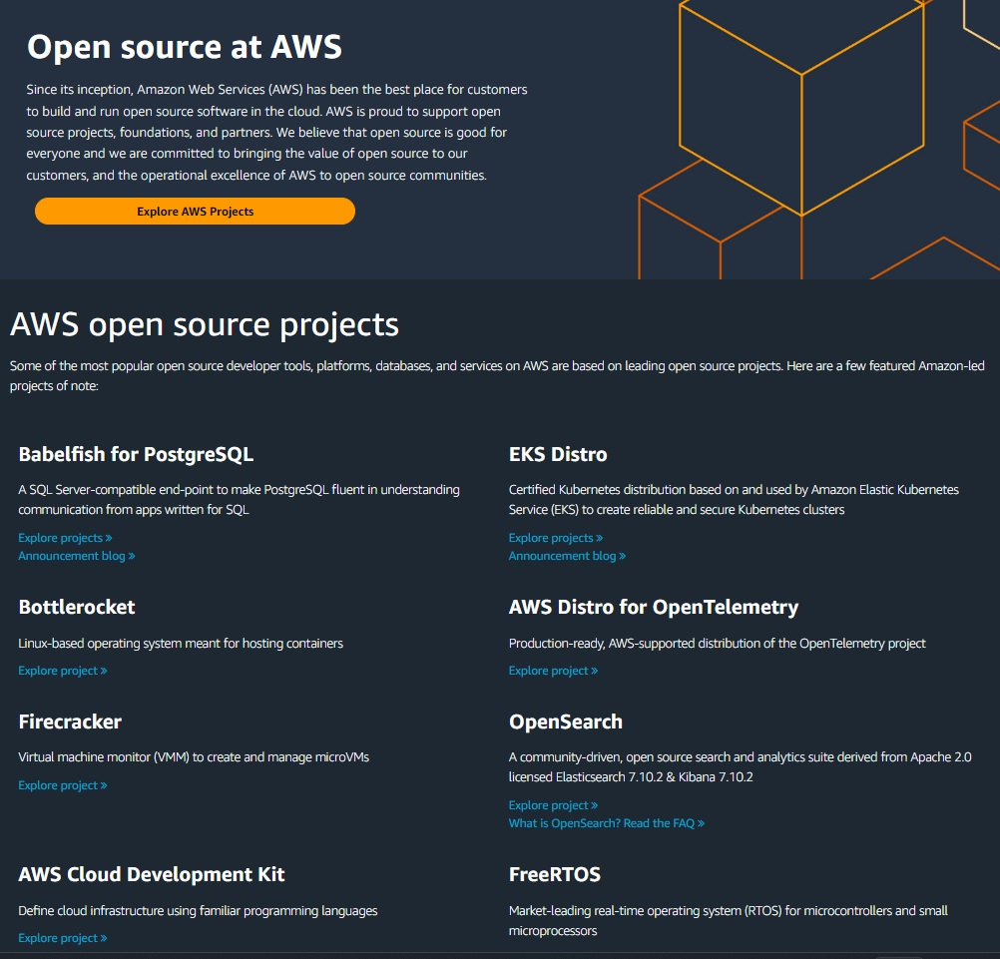 Open source at AWS
Since its inception, Amazon Web Services (AWS) has been the best place for customers
to build and run open source software in the cloud. AWS is proud to support open
source projects, foundations, and partners. We believe that open source is good for
everyone and we are committed to bringing the value of open source to our
customers, and the operational excellence of AWS to open source communities.
Explore AWS Projects
AWS open source projects
Some of the most popular open source developer tools, platforms, databases, and services on AWS are based on leading open source projects. Here are a few featured Amazon-led
projects of note:
Babelfish for PostgreSQL
A SQL Server-compatible end-point to make PostgreSQL fluent in understanding
communication from apps written for SQL
Explore projects »
Announcement blog »
EKS Distro
Certified Kubernetes distribution based on and used by Amazon Elastic Kubernetes
Service (EKS) to create reliable and secure Kubernetes clusters
Explore projects »
Announcement blog »
Bottlerocket
Linux-based operating system meant for hosting containers
Explore project »
AWS Distro for OpenTelemetry
Production-ready, AWS-supported distribution of the OpenTelemetry project
Explore project »
Firecracker
Virtual machine monitor (VMM) to create and manage microVMs
Explore project »
OpenSearch
A community-driven, open source search and analytics suite derived from Apache 2.0
licensed Elasticsearch 7.10.2 & Kibana 7.10.2
Explore project »
What is OpenSearch? Read the FAQ »
AWS Cloud Development Kit
Define cloud infrastructure using familiar programming languages
Explore project »
FreeRTOS
Market-leading real-time operating system (RTOS) for microcontrollers and small
microprocessors